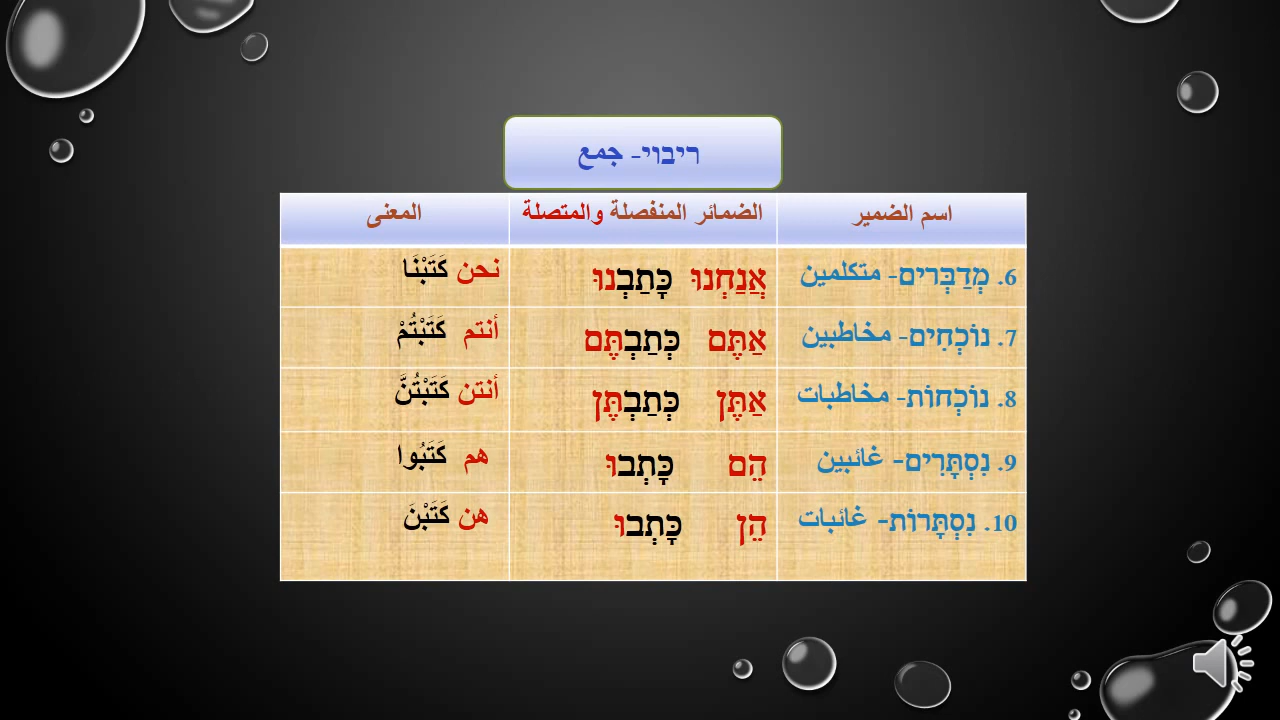 ריבוי- جمع
اسم الضمير الضمائر المنفصلة والمتصلة المعنى
6. מְדַבְּרים- متكلمين אֲנַחְנוּ כָּתַבְנוּ نحن كَتَبْنَا
7. נוֹכְחִים- مخاطبين אַתֶּם כְּתַבְתֶּם أنتم كَتَبْتُمْ
8. נוֹכְחוֹת- مخاطبات אַתֶּן כְּתַבְתֶּן أنتن كَتَبْتُنَّ
9. נִסְתָּרִים- غائبين הֵם כָּתְבוּ هم كَتَبُوا
10. נִסְתָּרוֹת- غائبات הֵן כָּתְבוּ هن كَتَبْنَ